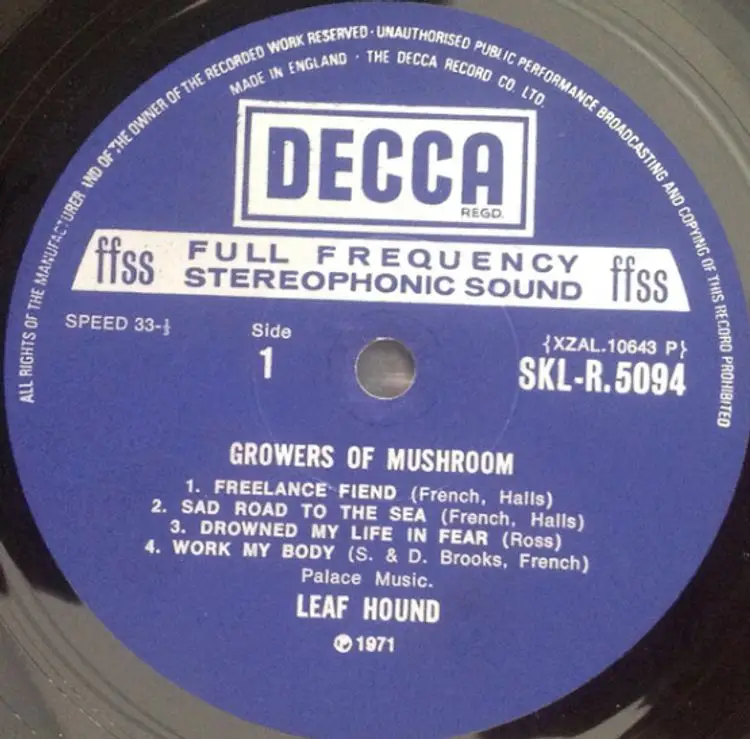 ALL RIGHTS OF THE MANUFACTURER AND OF THE OWNER OF THE RECORDED WORK RESERVED · UNAUTHORISED PUBLIC PERFORMANCE BROADCASTING AND COPYING OF THIS RECORD PROHIBITED
MADE IN ENGLAND · THE DECCA RECORD CO. LTD.
DECCA
REGD.
ffss FULL FREQUENCY ffss
STEREOPHONIC SOUND
SPEED 33-⅓
Side
1
{XZAL.10643 P}
SKL-R.5094
GROWERS OF MUSHROOM
1. FREELANCE FIEND (French, Halls)
2. SAD ROAD TO THE SEA (French, Halls)
3. DROWNED MY LIFE IN FEAR (Ross)
4. WORK MY BODY (S. & D. Brooks, French)
Palace Music.
LEAF HOUND
℗ 1971